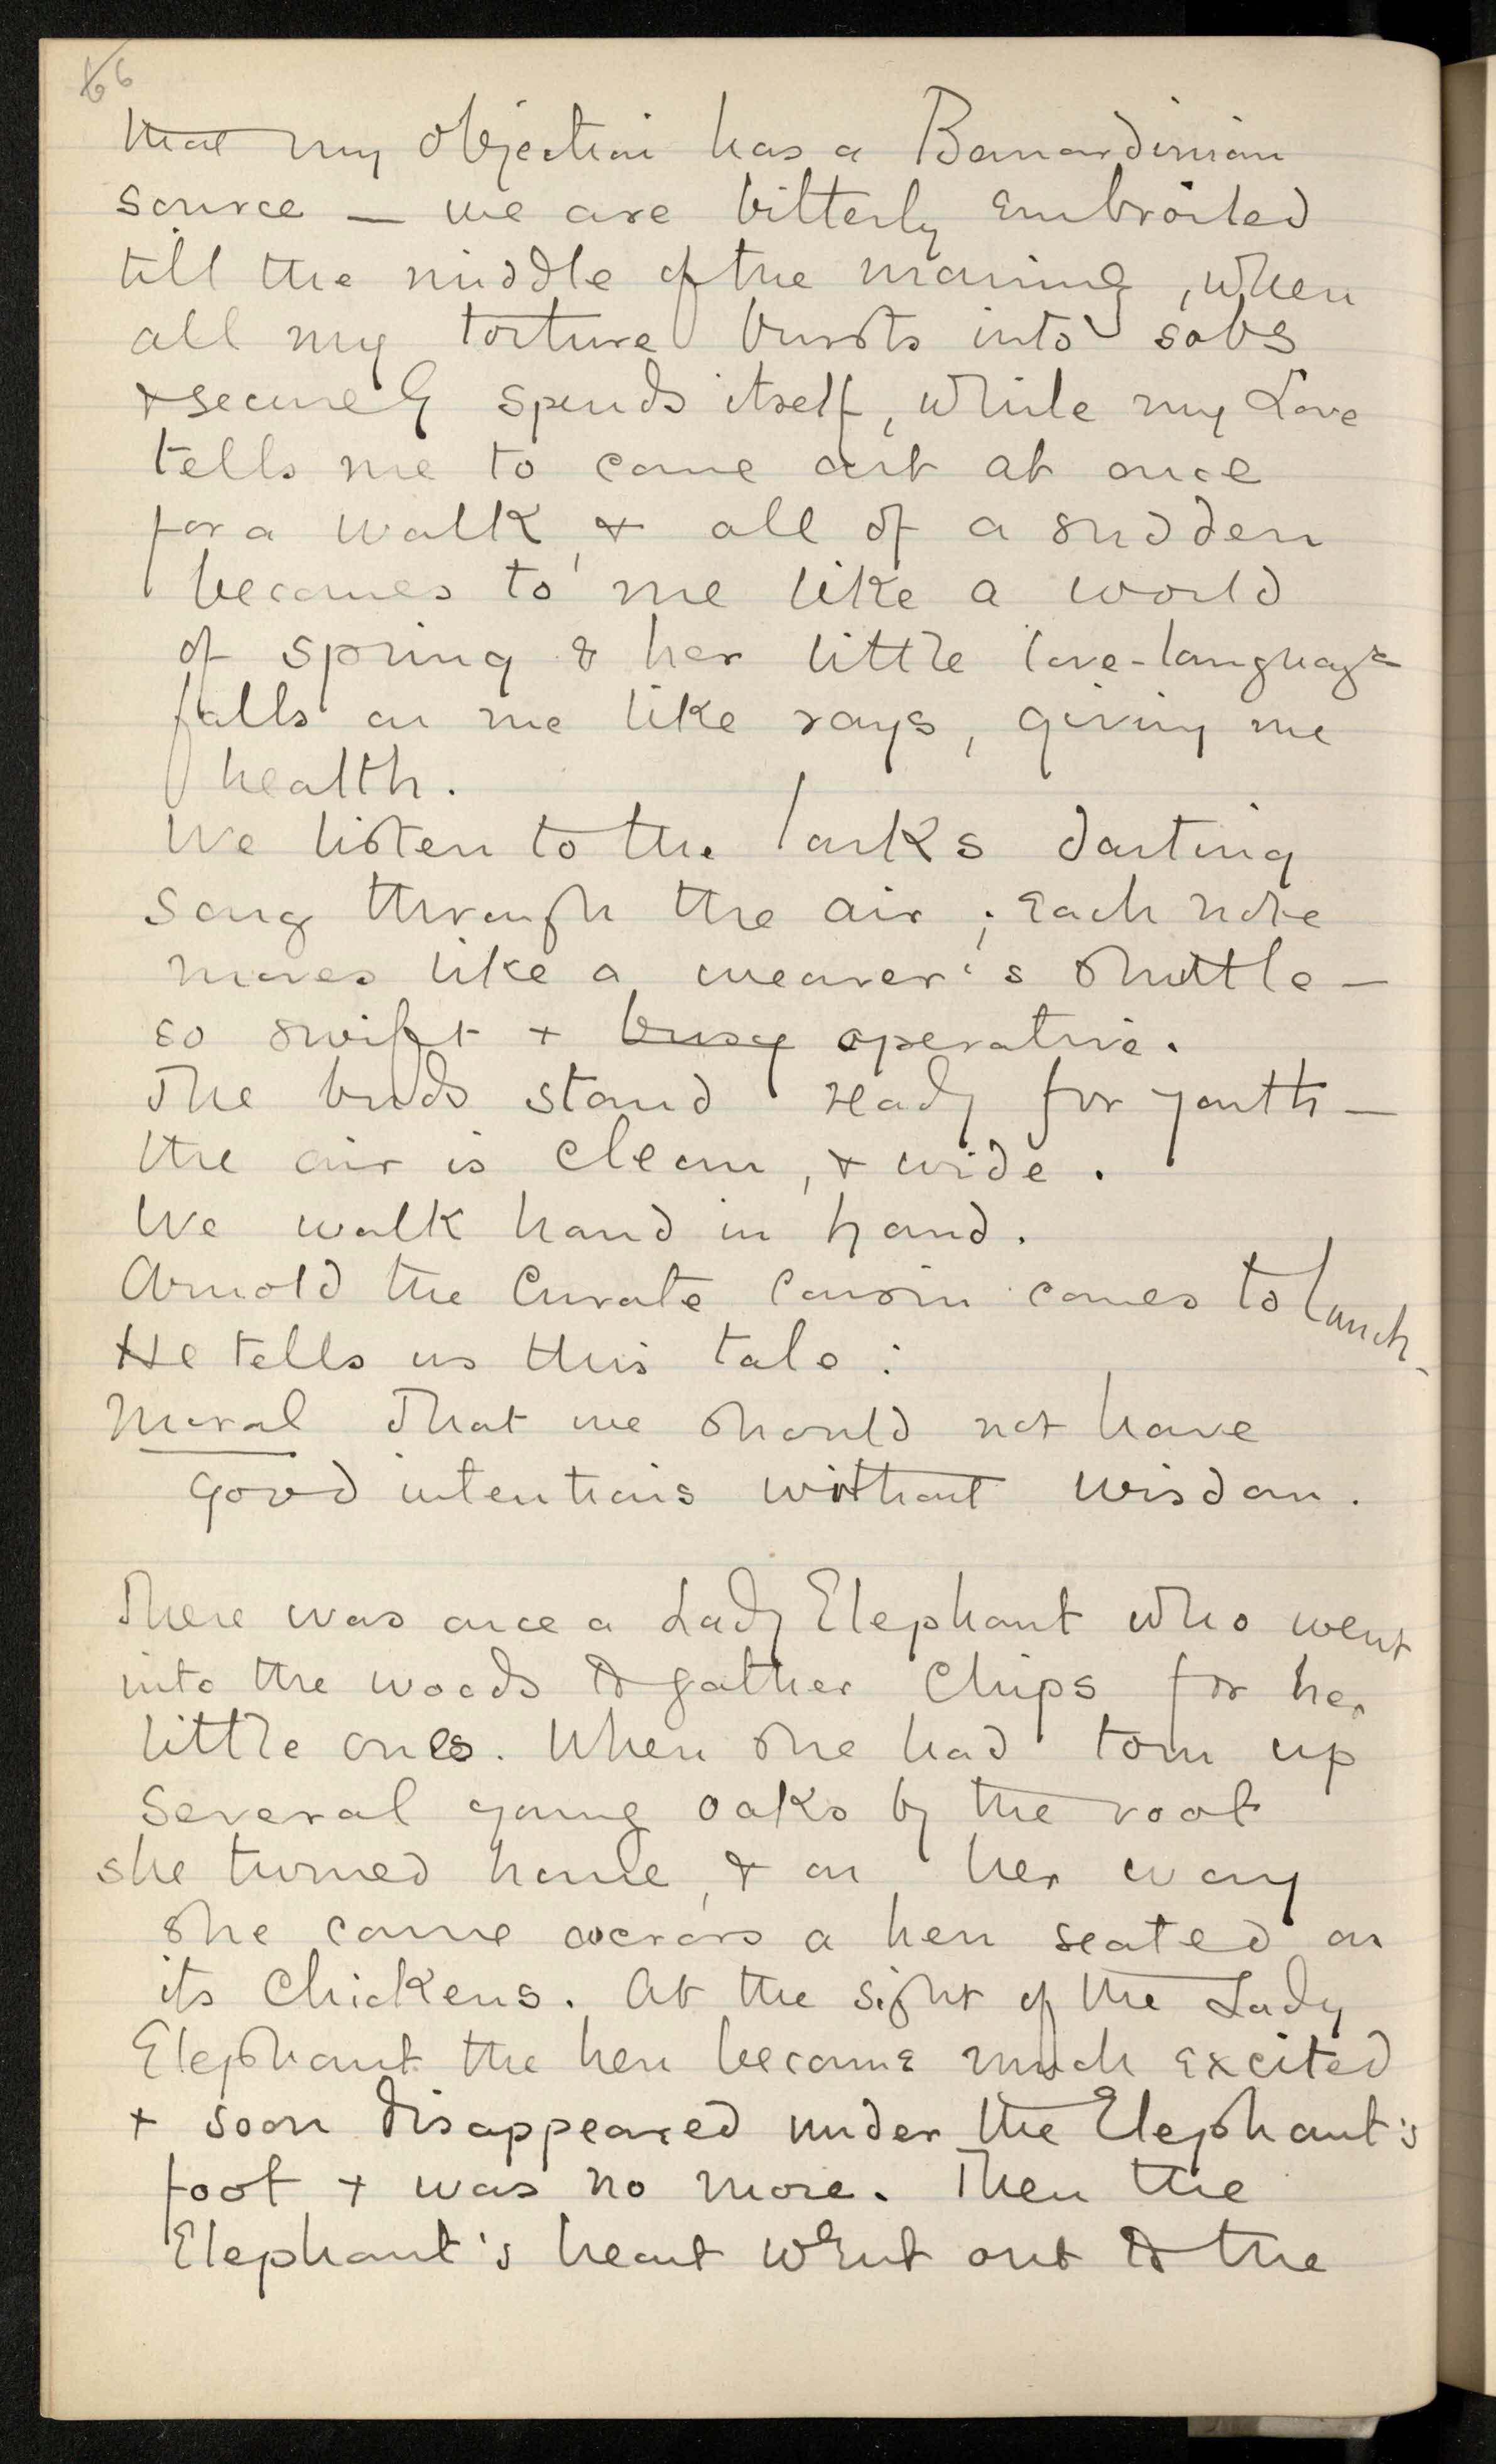 66
that my objection has a Bernardinian
source — we are bitterly embroiled
till the middle of the morning, when
all my torture bursts into sobs
& securely spends itself, while my Love
tells me to come out at once
for a walk, & all of a sudden
becomes to me like a world
of spring & her little love-language
falls on me like rays, giving me
health.
We listen to the larks darting
song through the air; Each note
moves like a weaver's shuttle —
so swift + busy operative.
The buds stand ready for youth —
the air is clean, & wide.
We walk hand in hand.
Arnold the Curate Cousin comes to lunch.
He tells us this tale:
Moral That we should not have
good intentions without wisdom.
There was once a Lady Elephant who went
into the woods to gather Chips for her
little ones. When she had torn up
several young oaks by the root
she turned home, & on her way
she came across a hen seated on
its Chickens. At the sight of the Lady
Elephant the hen became much excited
+ soon disappeared under the Elephant's
foot + was no more. Then the
Elephant's heart went out to the